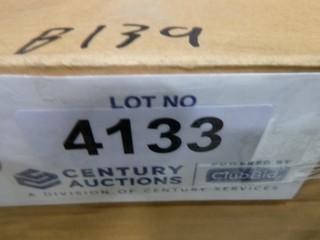 B139
LOT NO
4133
CENTURY
AUCTIONS
POWERED BY
ClubBid
A DIVISION OF CENTURY SERVICES